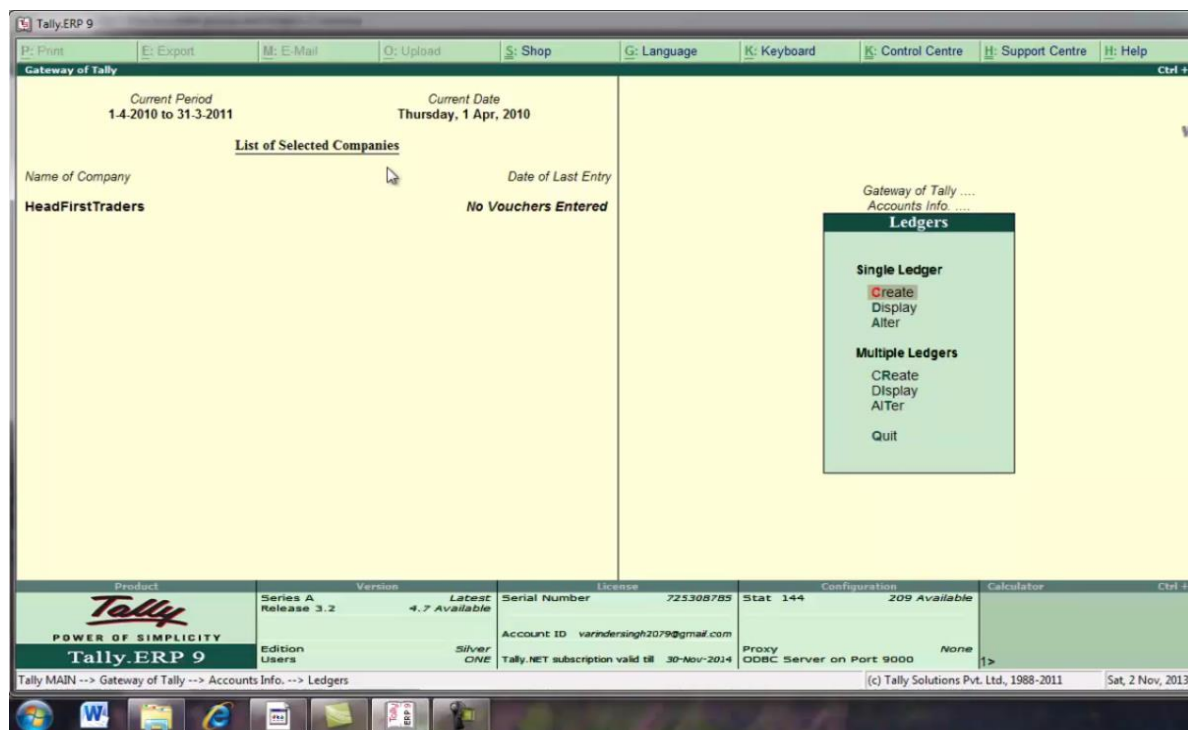 Tally.ERP 9
P: Print E: Export M: E-Mail O: Upload S: Shop G: Language K: Keyboard K: Control Centre H: Support Centre H: Help
Gateway of Tally Ctrl +
Current Period Current Date
1-4-2010 to 31-3-2011 Thursday, 1 Apr, 2010
List of Selected Companies
Name of Company Date of Last Entry
HeadFirstTraders No Vouchers Entered
Gateway of Tally ....
Accounts Info. ....
Ledgers
Single Ledger
Create
Display
Alter
Multiple Ledgers
CReate
DIsplay
AlTer
Quit
Product Version License Configuration Calculator Ctrl +
Tally
POWER OF SIMPLICITY
Tally.ERP 9
Series A Latest
Release 3.2 4.7 Available
Edition Silver
Users ONE
Serial Number 725308785
Account ID varindersingh2079@gmail.com
Tally.NET subscription valid till 30-Nov-2014
Stat 144 209 Available
Proxy None
ODBC Server on Port 9000
1>
Tally MAIN --> Gateway of Tally --> Accounts Info. --> Ledgers (c) Tally Solutions Pvt. Ltd., 1988-2011 Sat, 2 Nov, 2013
W
Tally ERP 9